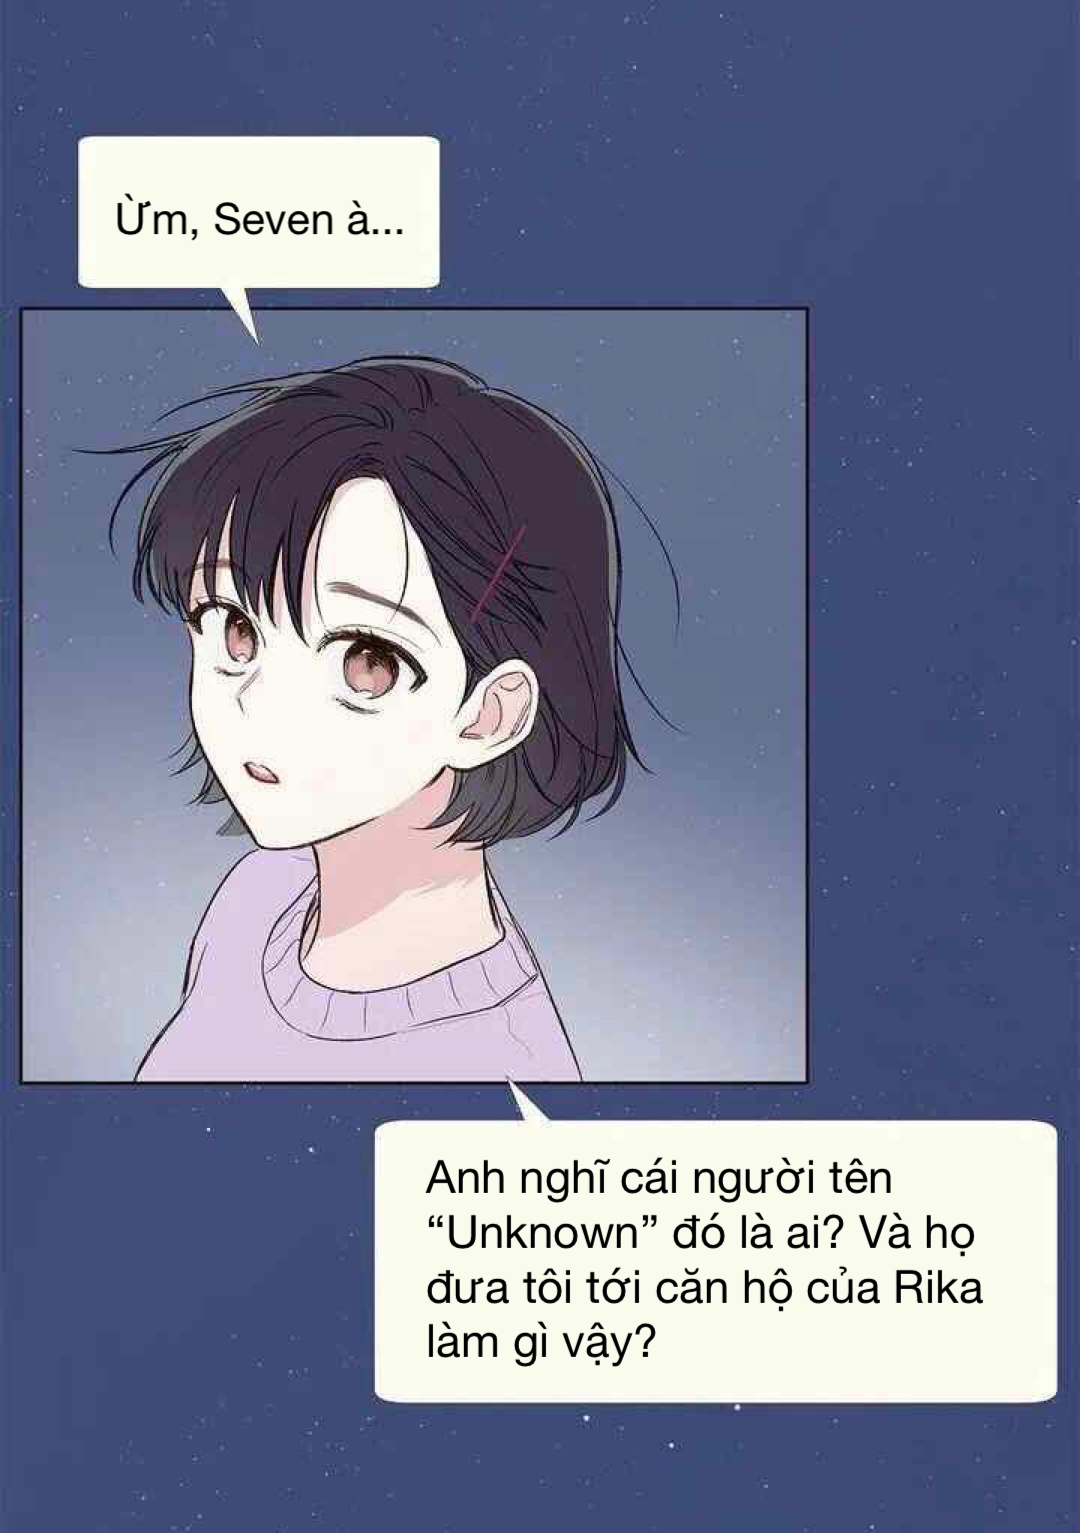 Ừm, Seven à...
Anh nghĩ cái người tên
“Unknown” đó là ai? Và họ
đưa tôi tới căn hộ của Rika
làm gì vậy?